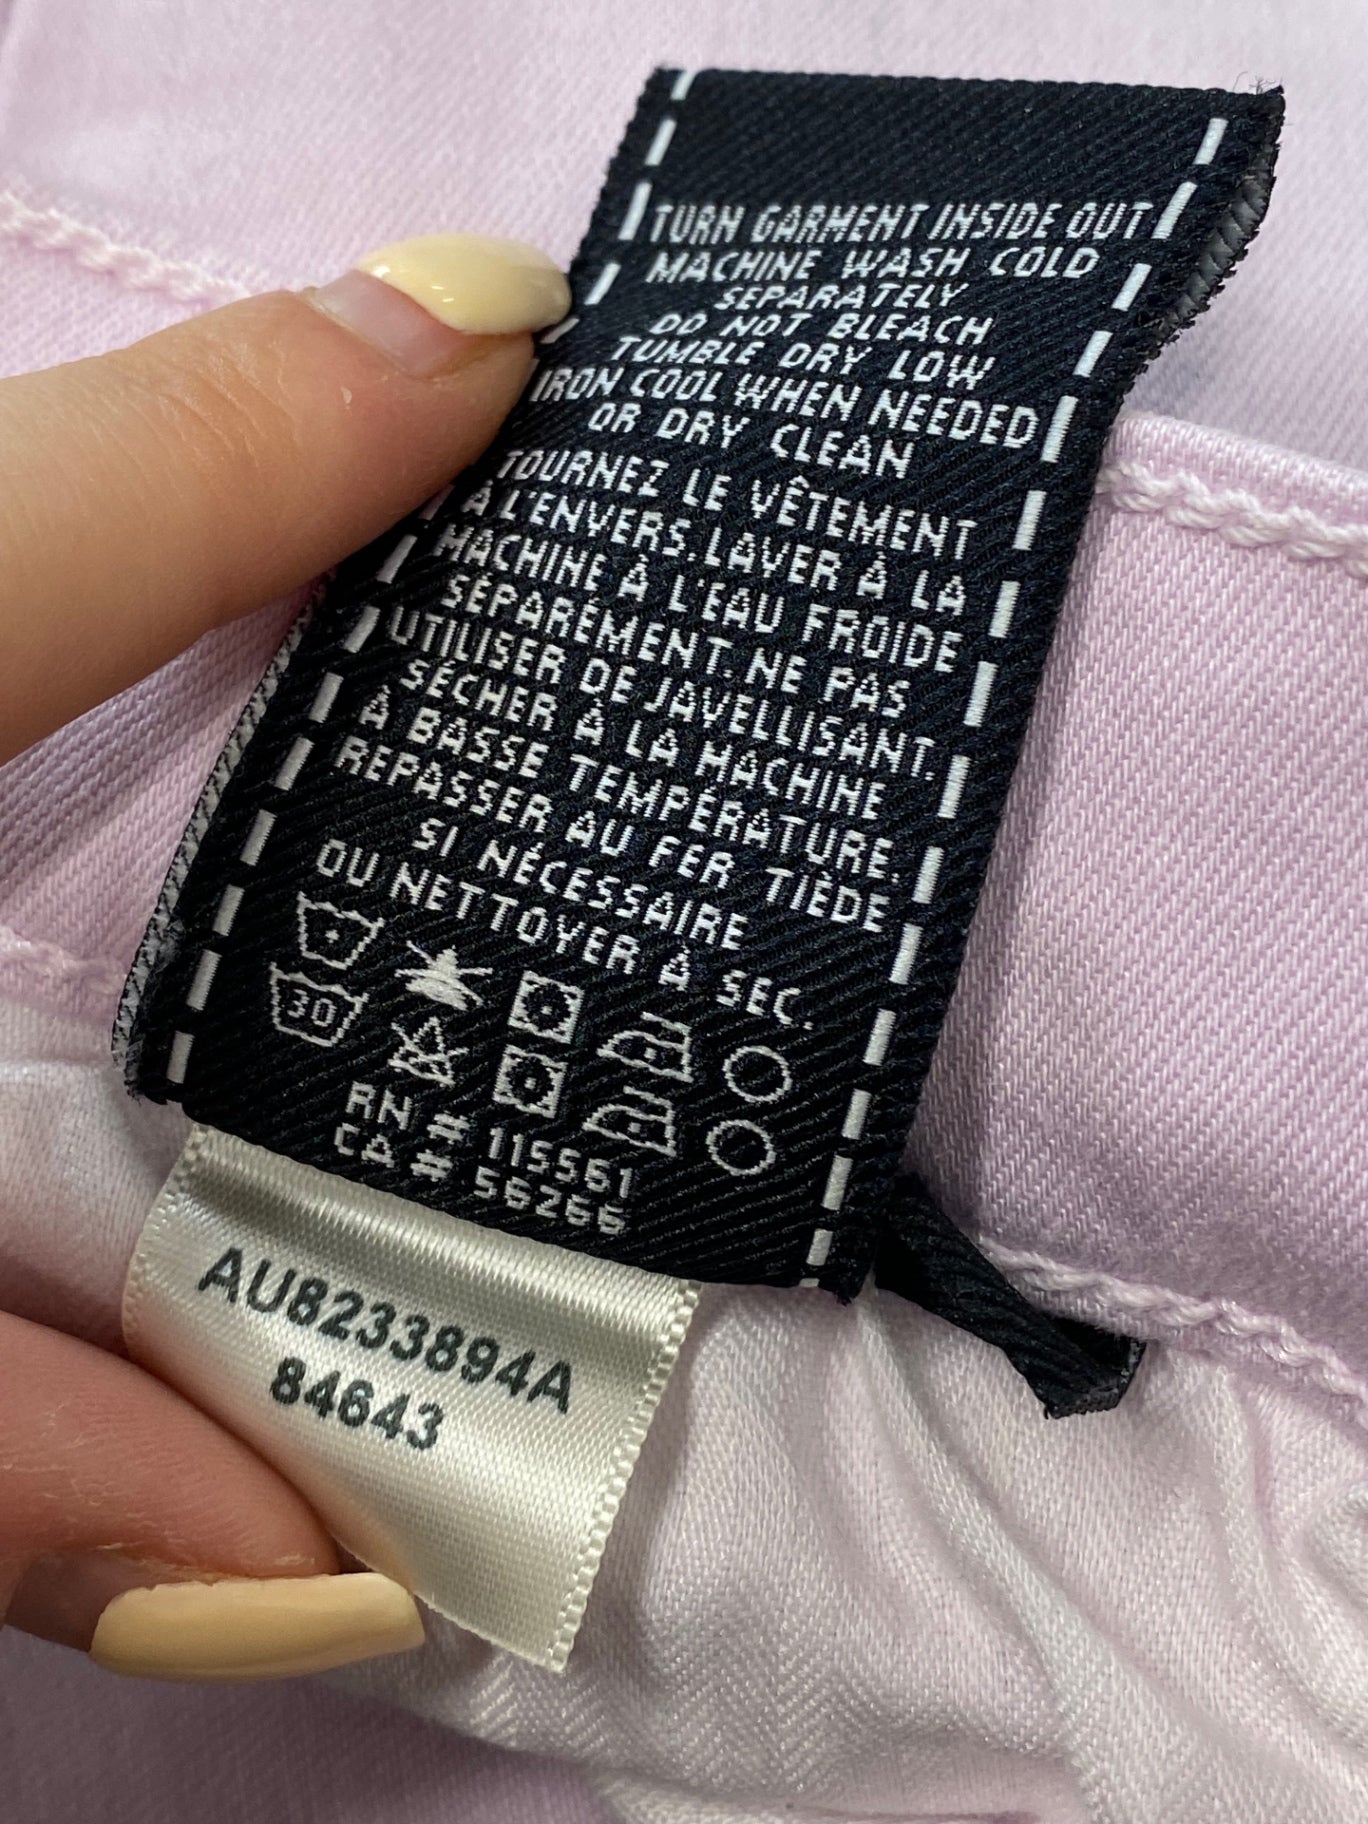 TURN GARMENT INSIDE OUT
MACHINE WASH COLD
SEPARATELY
DO NOT BLEACH
TUMBLE DRY LOW
IRON COOL WHEN NEEDED
OR DRY CLEAN
TOURNEZ LE VÊTEMENT
À L'ENVERS. LAVER À LA
MACHINE À L'EAU FROIDE
SÉPARÉMENT. NE PAS
UTILISER DE JAVELLISANT.
SÉCHER À LA MACHINE
À BASSE TEMPÉRATURE.
REPASSER AU FER TIÈDE
SI NÉCESSAIRE
OU NETTOYER À SEC.
30
RN # 115561
CA # 56266
AU8233894A
84643